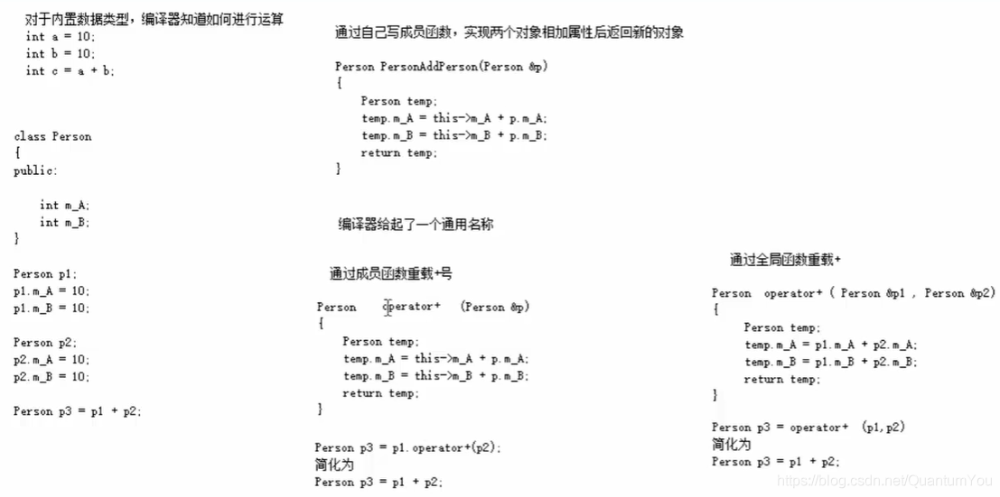 对于内置数据类型，编译器知道如何进行运算
int a = 10;
int b = 10;
int c = a + b;
class Person
{
public:
int m_A;
int m_B;
}
Person p1;
p1.m_A = 10;
p1.m_B = 10;
Person p2;
p2.m_A = 10;
p2.m_B = 10;
Person p3 = p1 + p2;
通过自己写成员函数，实现两个对象相加属性后返回新的对象
Person PersonAddPerson(Person &p)
{
Person temp;
temp.m_A = this->m_A + p.m_A;
temp.m_B = this->m_B + p.m_B;
return temp;
}
编译器给起了一个通用名称
通过成员函数重载+号
Person operator+ (Person &p)
{
Person temp;
temp.m_A = this->m_A + p.m_A;
temp.m_B = this->m_B + p.m_B;
return temp;
}
Person p3 = p1.operator+(p2);
简化为
Person p3 = p1 + p2;
通过全局函数重载+
Person operator+ ( Person &p1 , Person &p2)
{
Person temp;
temp.m_A = p1.m_A + p2.m_A;
temp.m_B = p1.m_B + p2.m_B;
return temp;
}
Person p3 = operator+ (p1,p2)
简化为
Person p3 = p1 + p2;
https://blog.csdn.net/QuantumYou